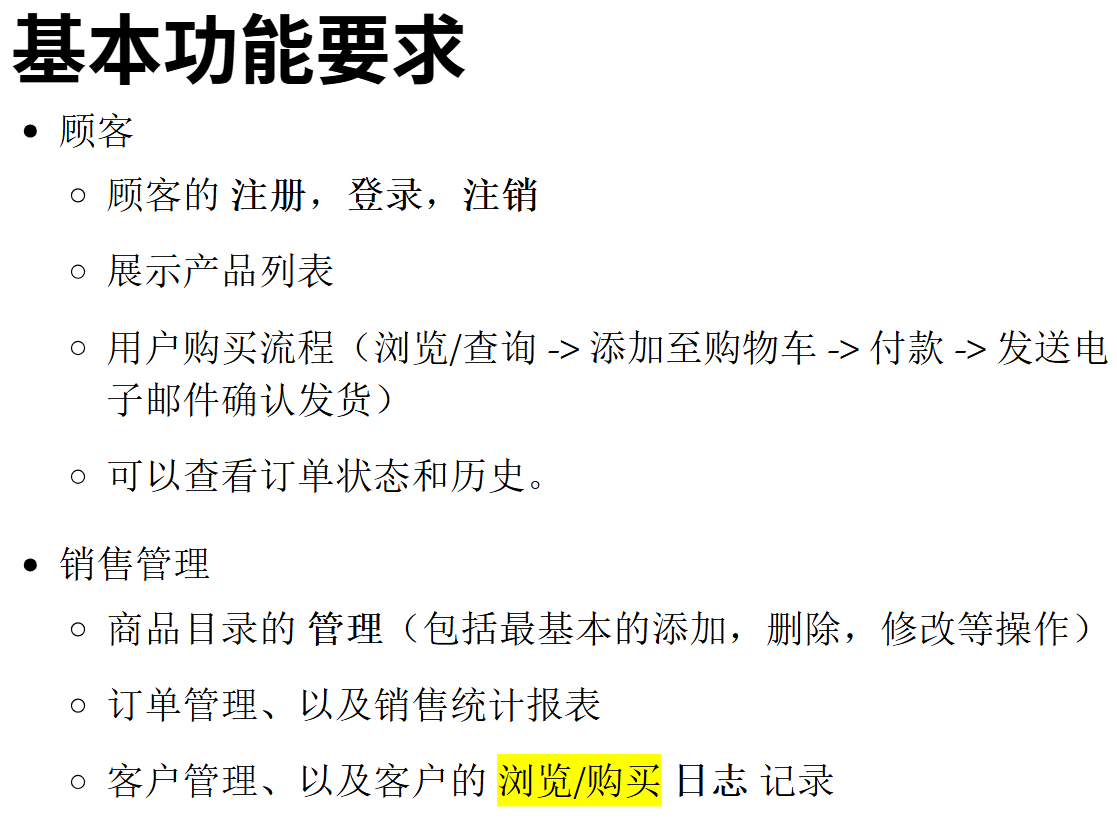 基本功能要求
• 顾客
○ 顾客的 注册，登录，注销
○ 展示产品列表
○ 用户购买流程（浏览/查询 -> 添加至购物车 -> 付款 -> 发送电
子邮件确认发货）
○ 可以查看订单状态和历史。
• 销售管理
○ 商品目录的 管理（包括最基本的添加，删除，修改等操作）
○ 订单管理、以及销售统计报表
○ 客户管理、以及客户的 浏览/购买 日志 记录